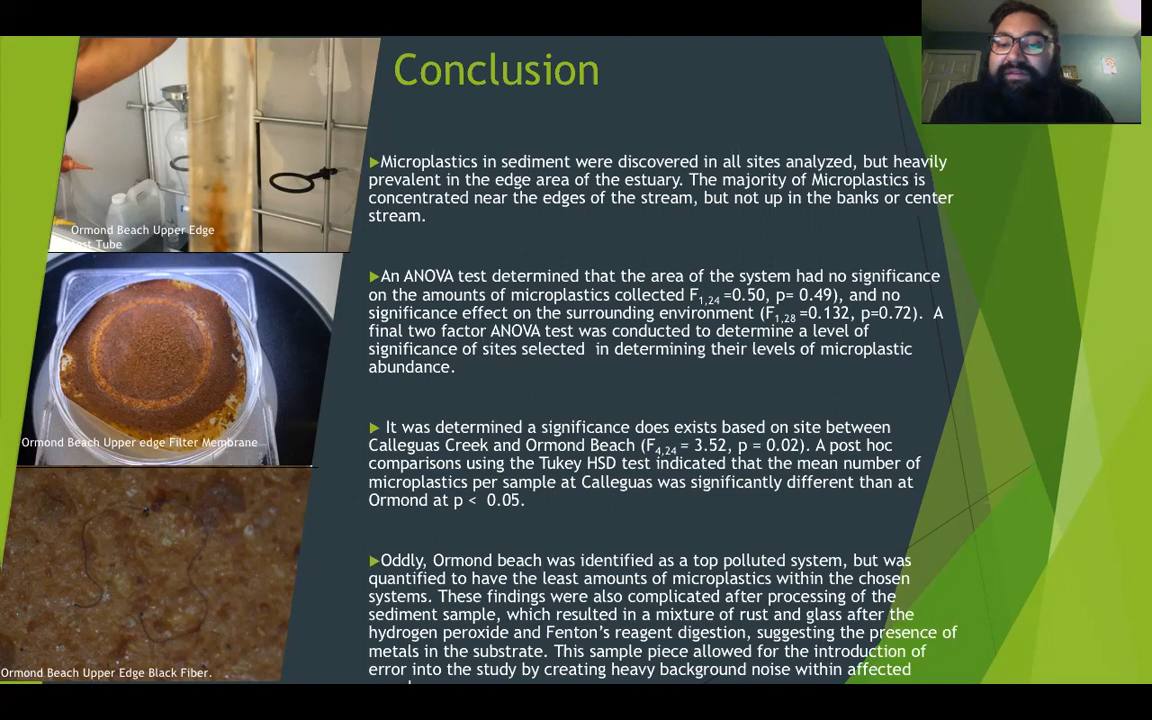 Conclusion
Microplastics in sediment were discovered in all sites analyzed, but heavily
prevalent in the edge area of the estuary. The majority of Microplastics is
concentrated near the edges of the stream, but not up in the banks or center
stream.
An ANOVA test determined that the area of the system had no significance
on the amounts of microplastics collected F1,24 =0.50, p= 0.49), and no
significance effect on the surrounding environment (F1,28 =0.132, p=0.72). A
final two factor ANOVA test was conducted to determine a level of
significance of sites selected in determining their levels of microplastic
abundance.
It was determined a significance does exists based on site between
Calleguas Creek and Ormond Beach (F4,24 = 3.52, p = 0.02). A post hoc
comparisons using the Tukey HSD test indicated that the mean number of
microplastics per sample at Calleguas was significantly different than at
Ormond at p < 0.05.
Oddly, Ormond beach was identified as a top polluted system, but was
quantified to have the least amounts of microplastics within the chosen
systems. These findings were also complicated after processing of the
sediment sample, which resulted in a mixture of rust and glass after the
hydrogen peroxide and Fenton's reagent digestion, suggesting the presence of
metals in the substrate. This sample piece allowed for the introduction of
error into the study by creating heavy background noise within affected
Ormond Beach Upper Edge
Test Tube
Ormond Beach Upper edge Filter Membrane
Ormond Beach Upper Edge Black Fiber.